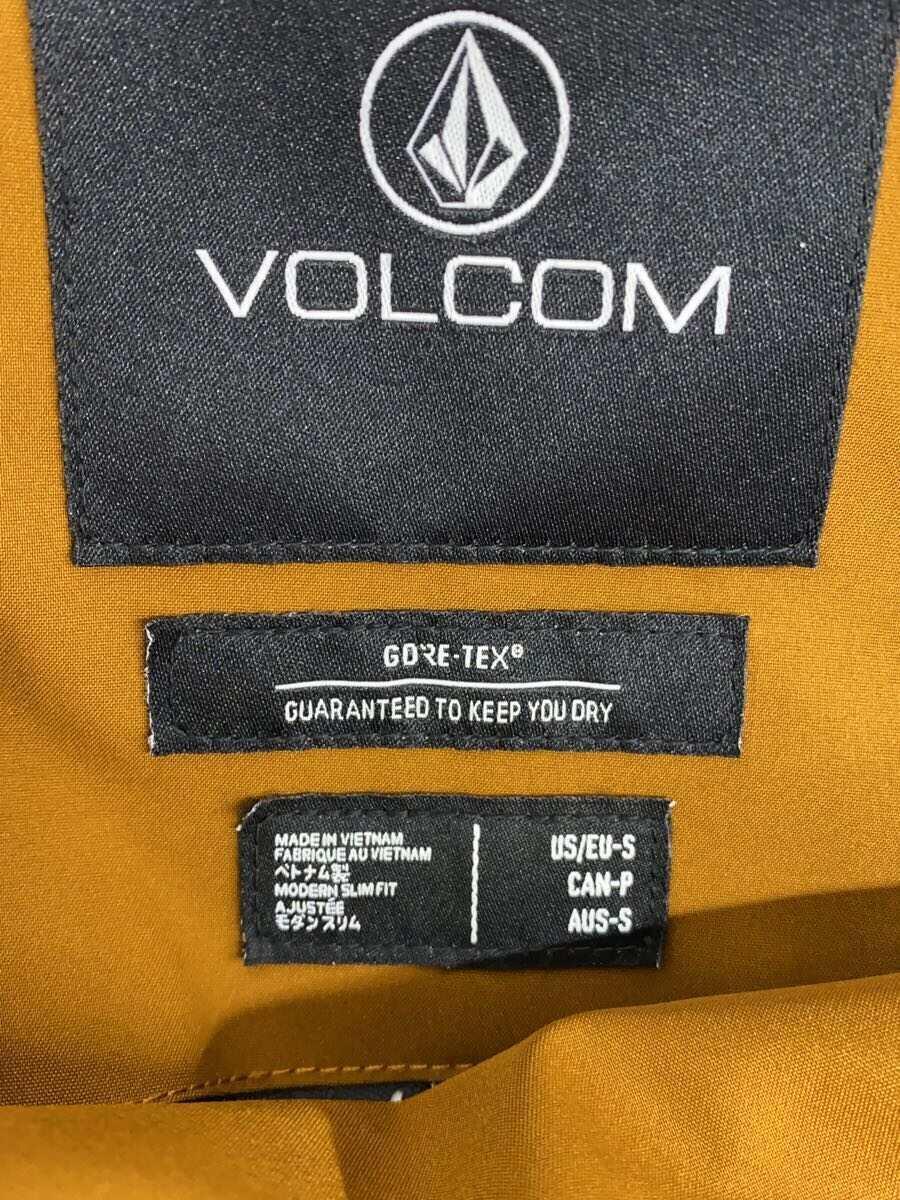 VOLCOM
GORE-TEX®
GUARANTEED TO KEEP YOU DRY
MADE IN VIETNAM
FABRIQUE AU VIETNAM
ベトナム製
MODERN SLIM FIT
AJUSTÉE
モダンスリム
US/EU-S
CAN-P
AUS-S